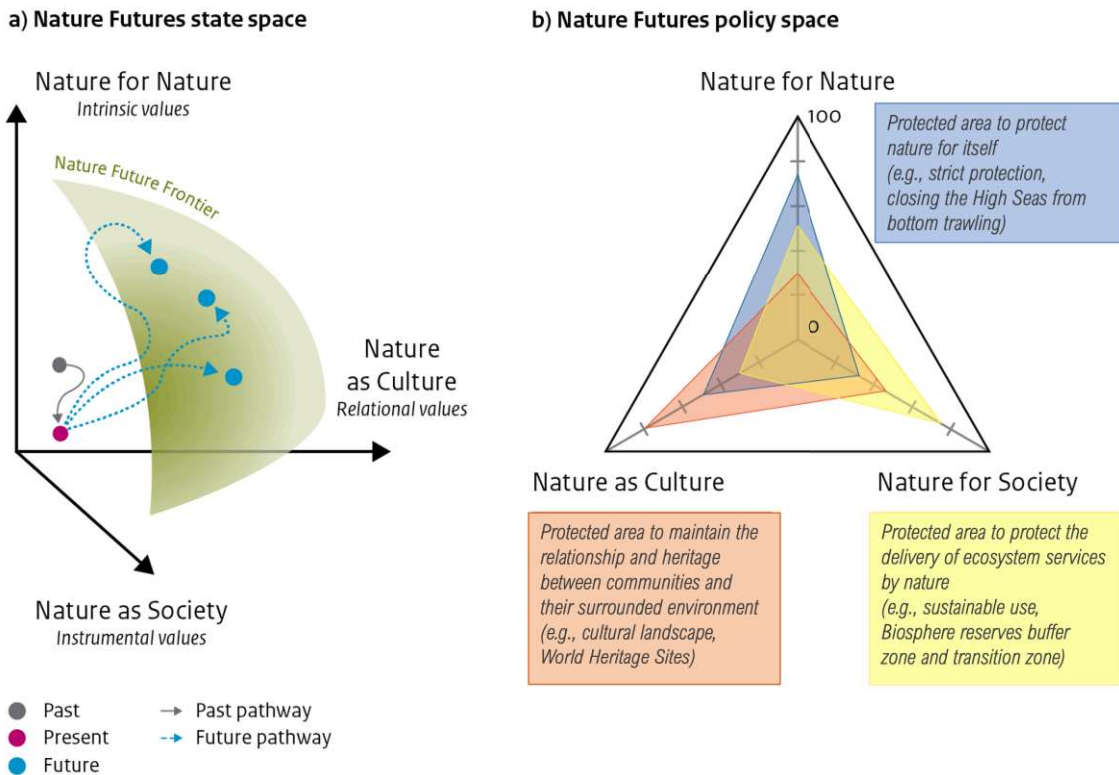 a) Nature Futures state space
Nature for Nature
Intrinsic values
Nature Future Frontier
Nature
as Culture
Relational values
Nature as Society
Instrumental values
Past
Present
Future
Past pathway
Future pathway
b) Nature Futures policy space
Nature for Nature
100
0
Protected area to protect
nature for itself
(e.g., strict protection,
closing the High Seas from
bottom trawling)
Nature as Culture
Protected area to maintain the
relationship and heritage
between communities and
their surrounded environment
(e.g., cultural landscape,
World Heritage Sites)
Nature for Society
Protected area to protect the
delivery of ecosystem services
by nature
(e.g., sustainable use,
Biosphere reserves buffer
zone and transition zone)